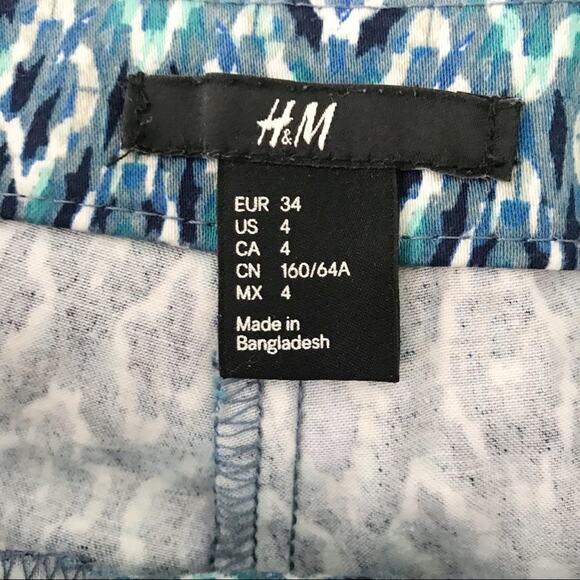 H&M
EUR 34
US 4
CA 4
CN 160/64A
MX 4
Made in
Bangladesh